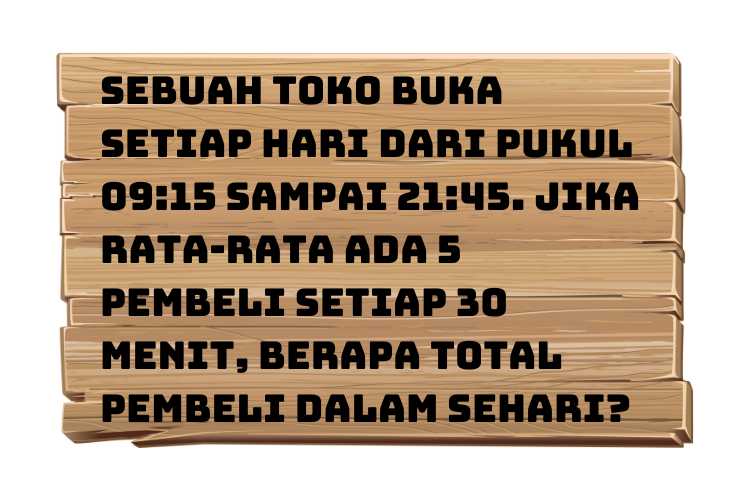 SEBUAH TOKO BUKA
SETIAP HARI DARI PUKUL
09:15 SAMPAI 21:45. JIKA
RATA-RATA ADA 5
PEMBELI SETIAP 30
MENIT, BERAPA TOTAL
PEMBELI DALAM SEHARI?